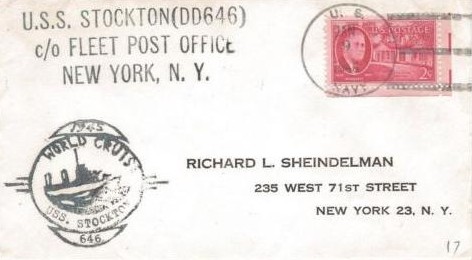 U.S.S. STOCKTON(DD646)
c/o FLEET POST OFFICE
NEW YORK, N. Y.
U. S.
NAVY
U.S. POSTAGE
2¢
1945
WORLD CRUISE
USS. STOCKTON
646
RICHARD L. SHEINDELMAN
235 WEST 71ST STREET
NEW YORK 23, N. Y.
17